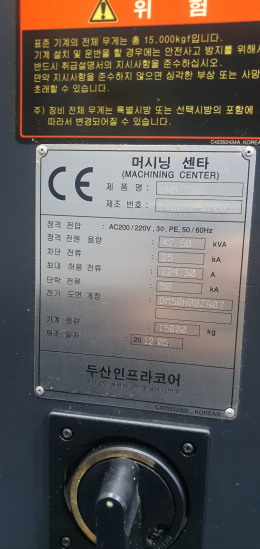 위 험
표준 기계의 전체 무게는 총 15,000kgf입니다.
기계 설치 및 운반을 할 경우에는 안전사고 방지를 위해서
반드시 취급설명서의 지시사항을 준수하십시오.
만약 지시사항을 준수하지 않으면 심각한 부상 또는 사망
초래할 수 있습니다.
주) 장비 전체 무게는 특별시방 또는 선택시방의 포함에
따라서 변경되어질 수 있습니다.
C42352434A, KOREAN
CE
머시닝 센타
(MACHINING CENTER)
제 품 명 :
제조 번호 :
정격 전압 : AC200/220V, 3Φ, PE, 50/60Hz
정격 전원 용량 : kVA
차단 전류 : kA
최대 허용 전류 : A
단락 전류 : kA
전기 도면 개정 :
기계 중량 : 15000 kg
제조 일자 : 20 12.05.
두산인프라코어